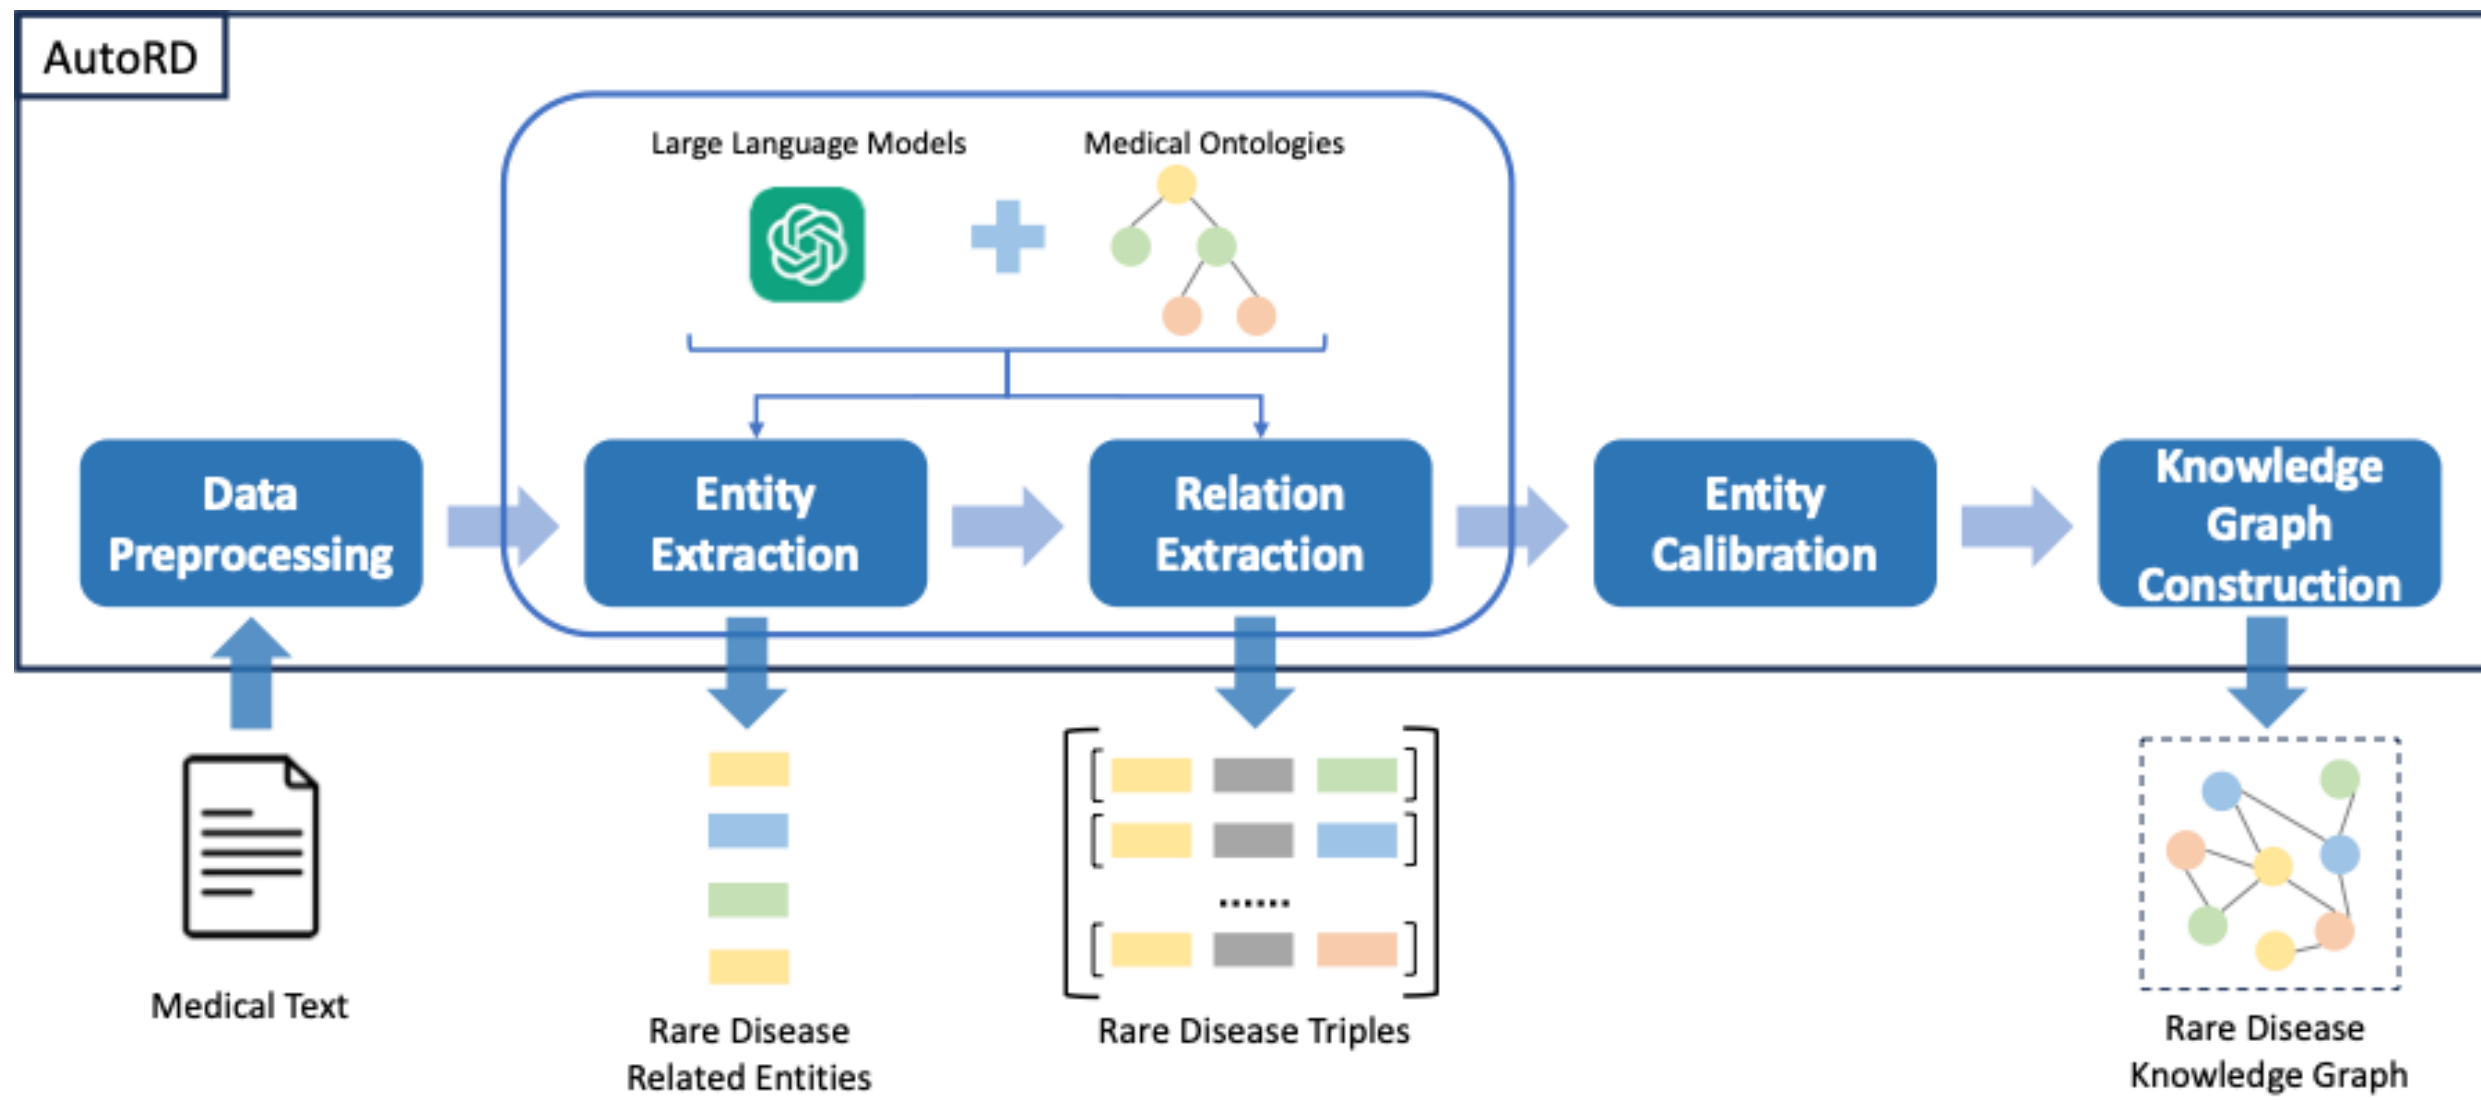 AutoRD
Large Language Models
Medical Ontologies
Data
Preprocessing
Entity
Extraction
Relation
Extraction
Entity
Calibration
Knowledge
Graph
Construction
Medical Text
Rare Disease
Related Entities
......
Rare Disease Triples
Rare Disease
Knowledge Graph